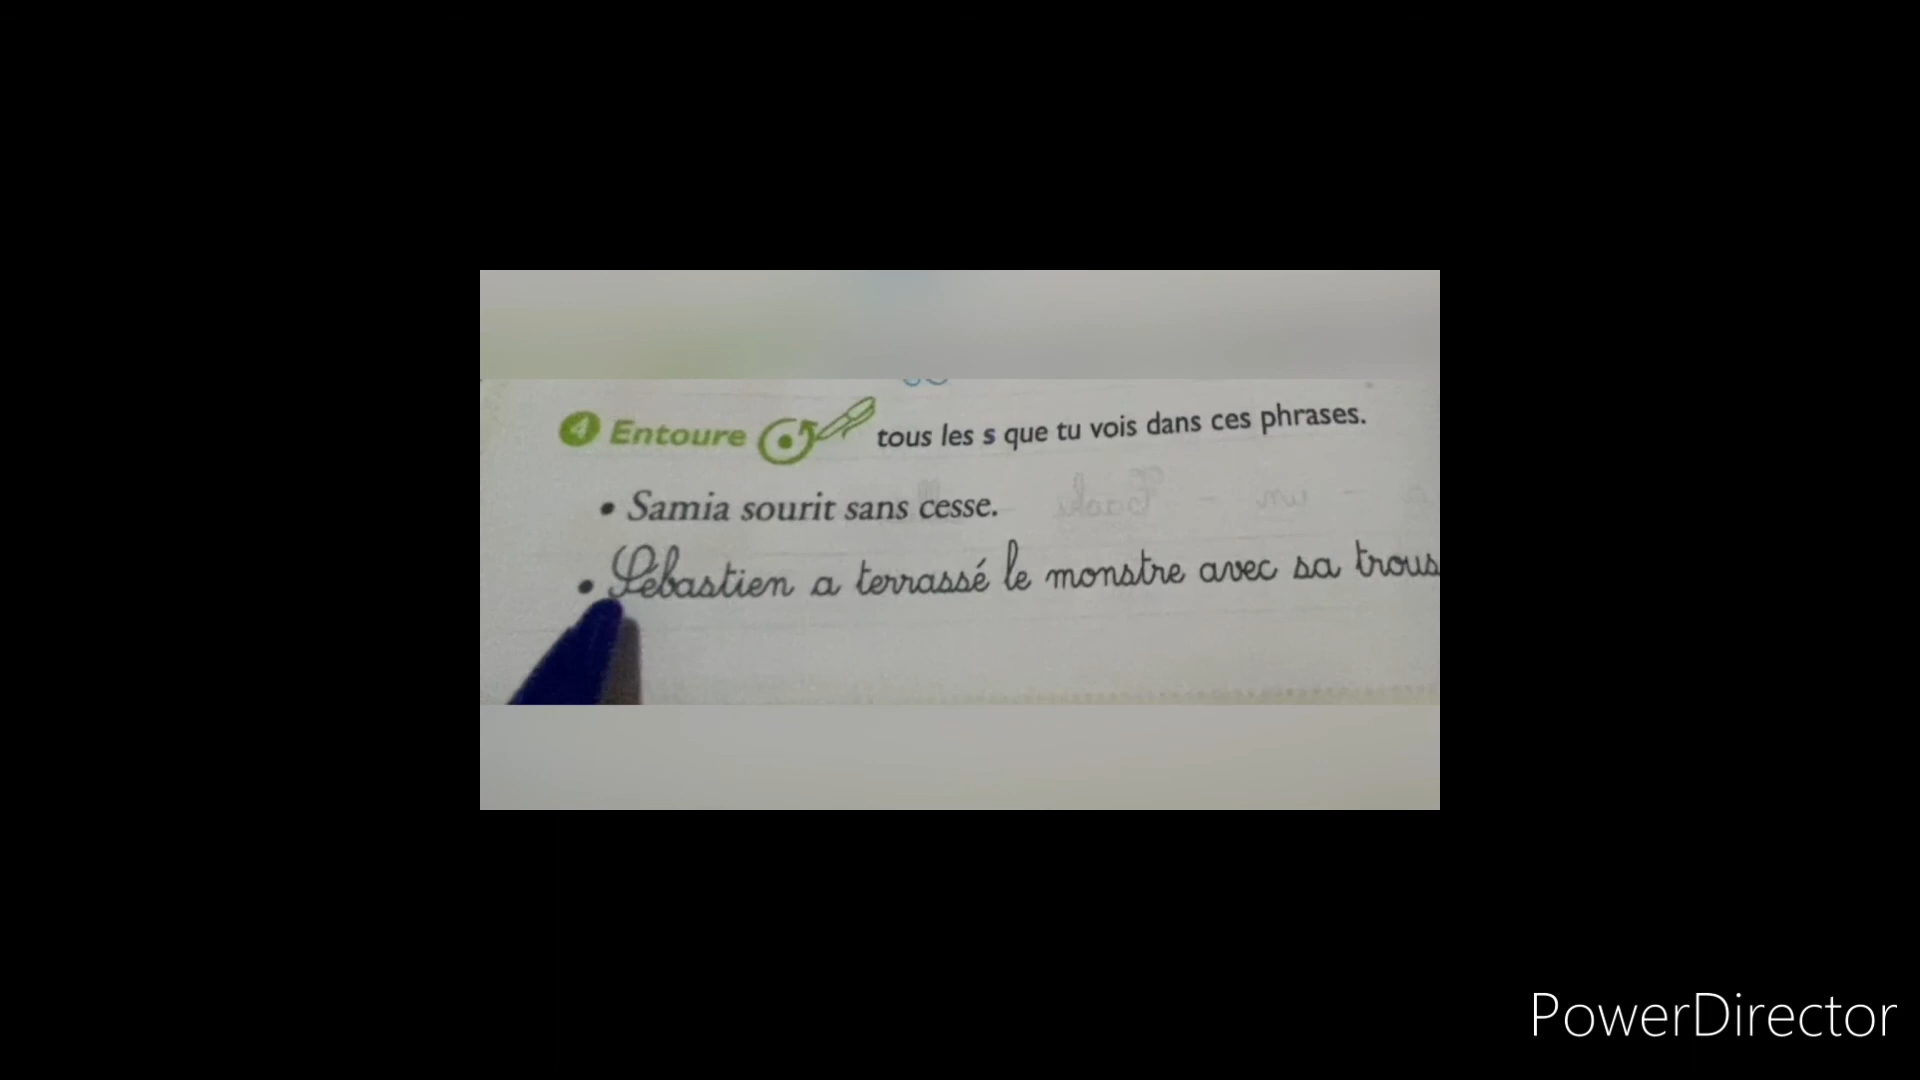 4 Entoure tous les s que tu vois dans ces phrases.
• Samia sourit sans cesse.
• Sébastien a terrassé le monstre avec sa trous
PowerDirector